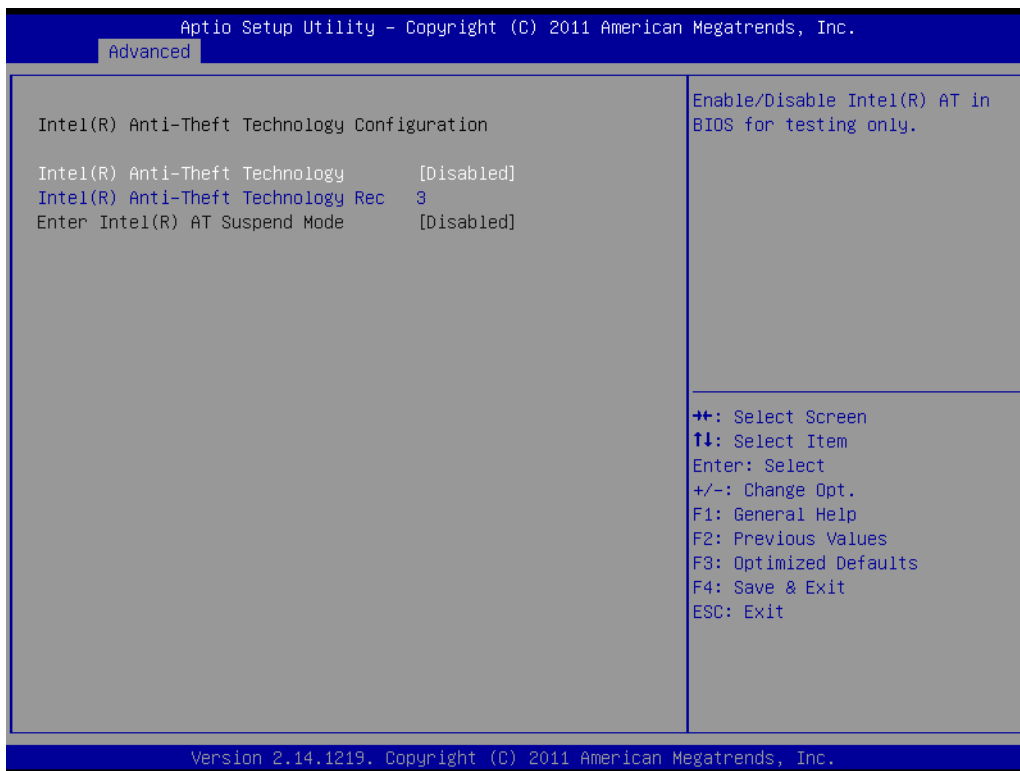 Aptio Setup Utility – Copyright (C) 2011 American Megatrends, Inc.
Advanced
Intel(R) Anti-Theft Technology Configuration
Intel(R) Anti-Theft Technology [Disabled]
Intel(R) Anti-Theft Technology Rec 3
Enter Intel(R) AT Suspend Mode [Disabled]
Enable/Disable Intel(R) AT in
BIOS for testing only.
→←: Select Screen
↑↓: Select Item
Enter: Select
+/-: Change Opt.
F1: General Help
F2: Previous Values
F3: Optimized Defaults
F4: Save & Exit
ESC: Exit
Version 2.14.1219. Copyright (C) 2011 American Megatrends, Inc.